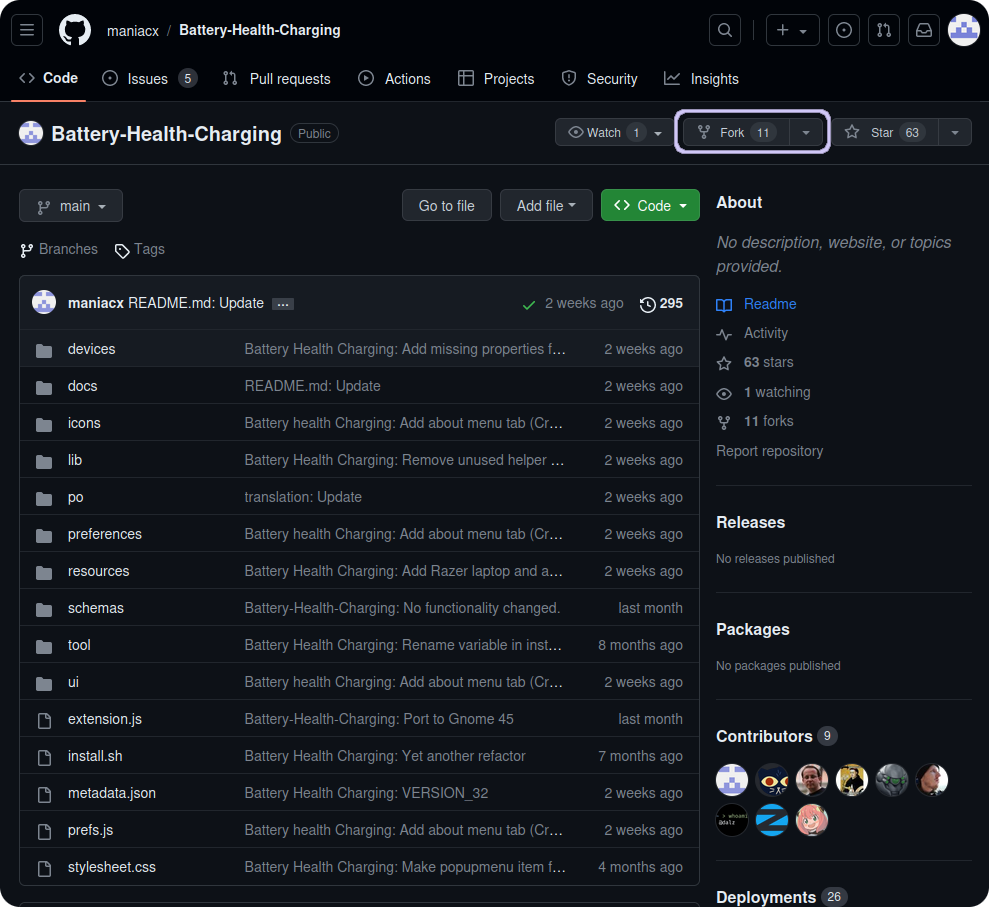 maniacx / Battery-Health-Charging
Code Issues 5 Pull requests Actions Projects Security Insights
Battery-Health-Charging Public Watch 1 Fork 11 Star 63
main Go to file Add file Code
Branches Tags
maniacx README.md: Update ... 2 weeks ago 295
devices Battery Health Charging: Add missing properties f... 2 weeks ago
docs README.md: Update 2 weeks ago
icons Battery health Charging: Add about menu tab (Cr... 2 weeks ago
lib Battery Health Charging: Remove unused helper ... 2 weeks ago
po translation: Update 2 weeks ago
preferences Battery Health Charging: Add about menu tab (Cr... 2 weeks ago
resources Battery Health Charging: Add Razer laptop and a... 2 weeks ago
schemas Battery-Health-Charging: No functionality changed. last month
tool Battery Health Charging: Rename variable in inst... 8 months ago
ui Battery health Charging: Add about menu tab (Cr... 2 weeks ago
extension.js Battery-Health-Charging: Port to Gnome 45 last month
install.sh Battery Health Charging: Yet another refactor 7 months ago
metadata.json Battery Health Charging: VERSION_32 2 weeks ago
prefs.js Battery health Charging: Add about menu tab (Cr... 2 weeks ago
stylesheet.css Battery Health Charging: Make popupmenu item f... 4 months ago
About
No description, website, or topics
provided.
Readme
Activity
63 stars
1 watching
11 forks
Report repository
Releases
No releases published
Packages
No packages published
Contributors 9
> whoami
@dalz
Deployments 26